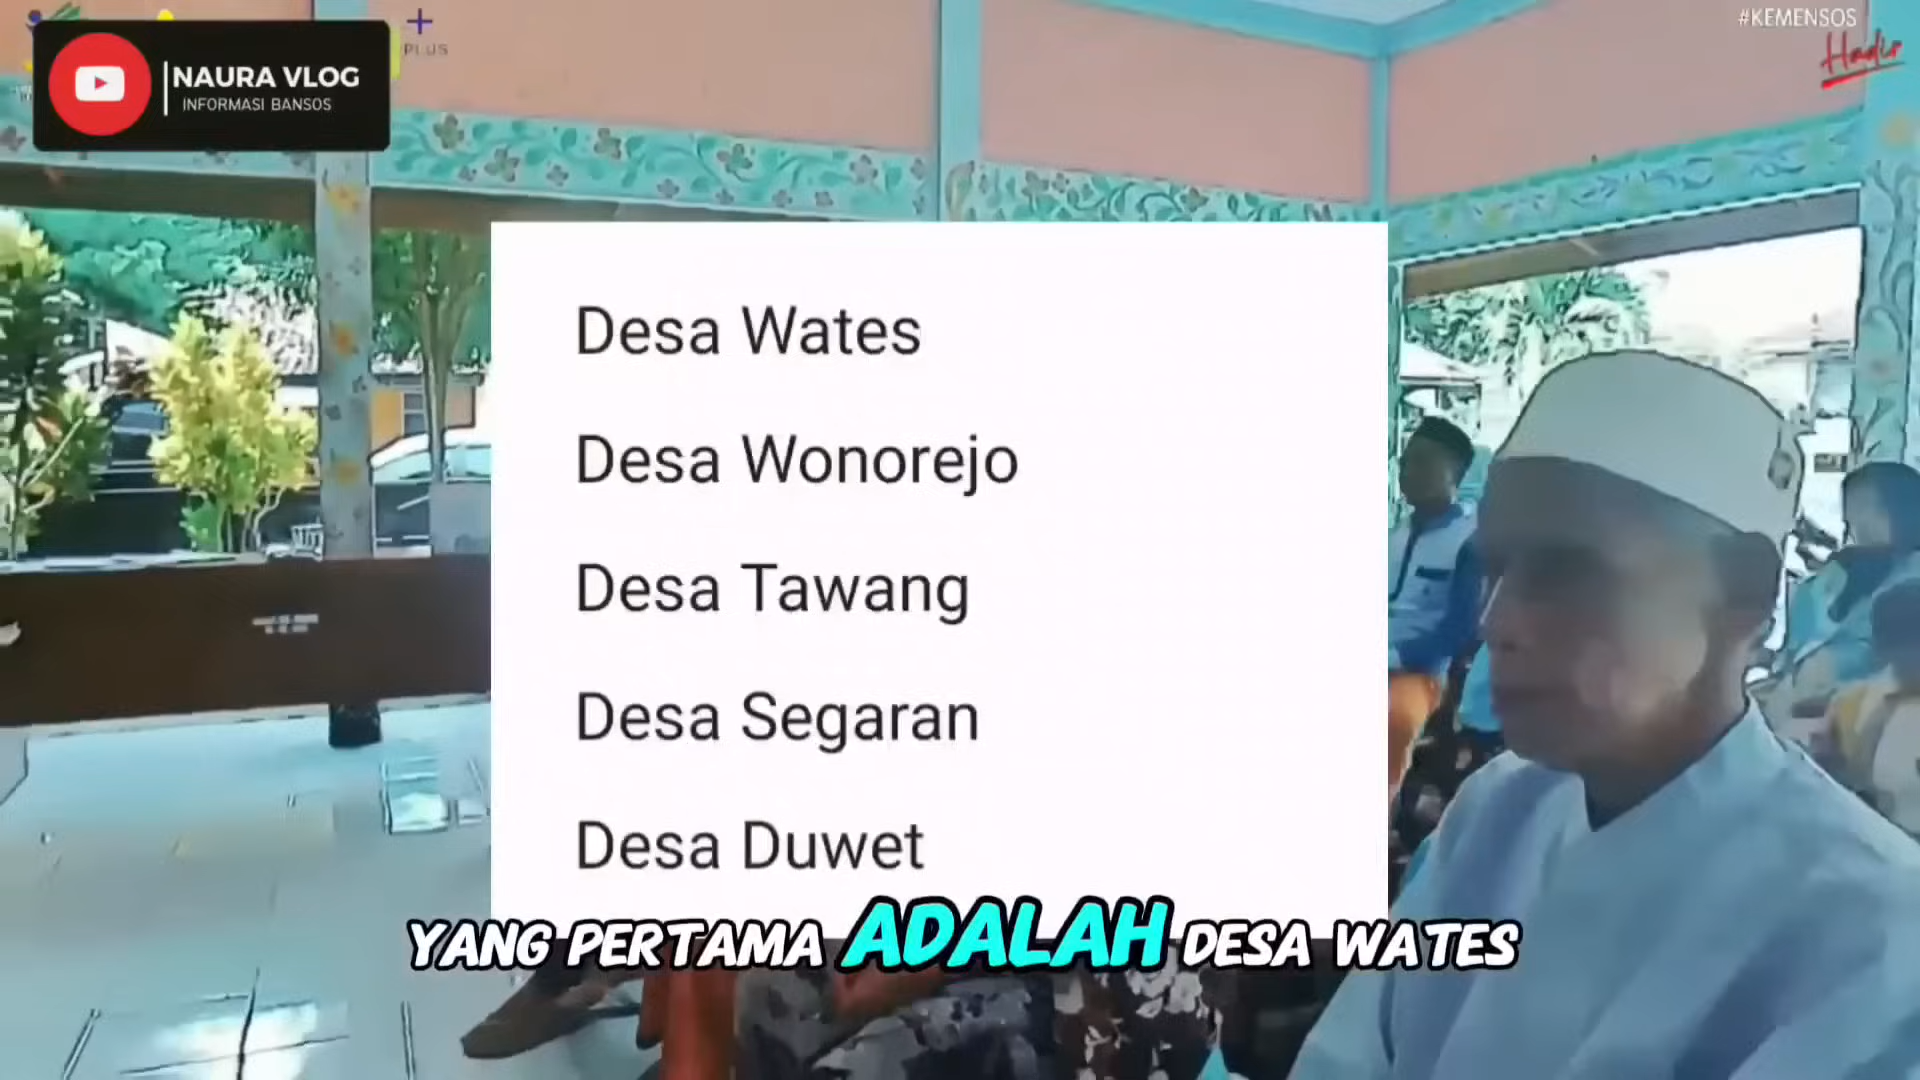 NAURA VLOG
INFORMASI BANSOS
PLUS
#KEMENSOS
Hadir
Desa Wates
Desa Wonorejo
Desa Tawang
Desa Segaran
Desa Duwet
YANG PERTAMA ADALAH DESA WATES